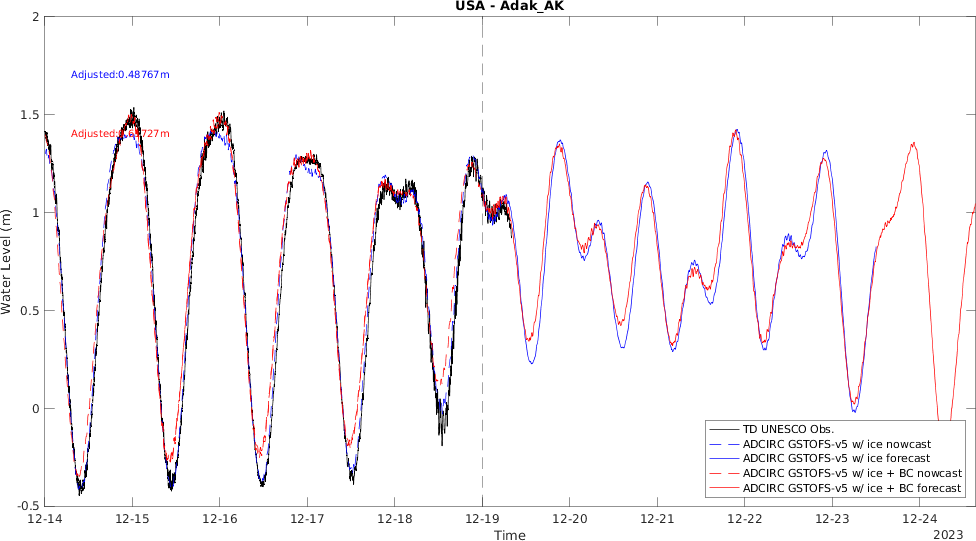 USA - Adak_AK
2
1.5
1
0.5
0
-0.5
Water Level (m)
Adjusted:0.48767m
TD UNESCO Obs.
ADCIRC GSTOFS-v5 w/ ice nowcast
ADCIRC GSTOFS-v5 w/ ice forecast
ADCIRC GSTOFS-v5 w/ ice + BC nowcast
ADCIRC GSTOFS-v5 w/ ice + BC forecast
12-14 12-15 12-16 12-17 12-18 12-19 12-20 12-21 12-22 12-23 12-24
Time
2023